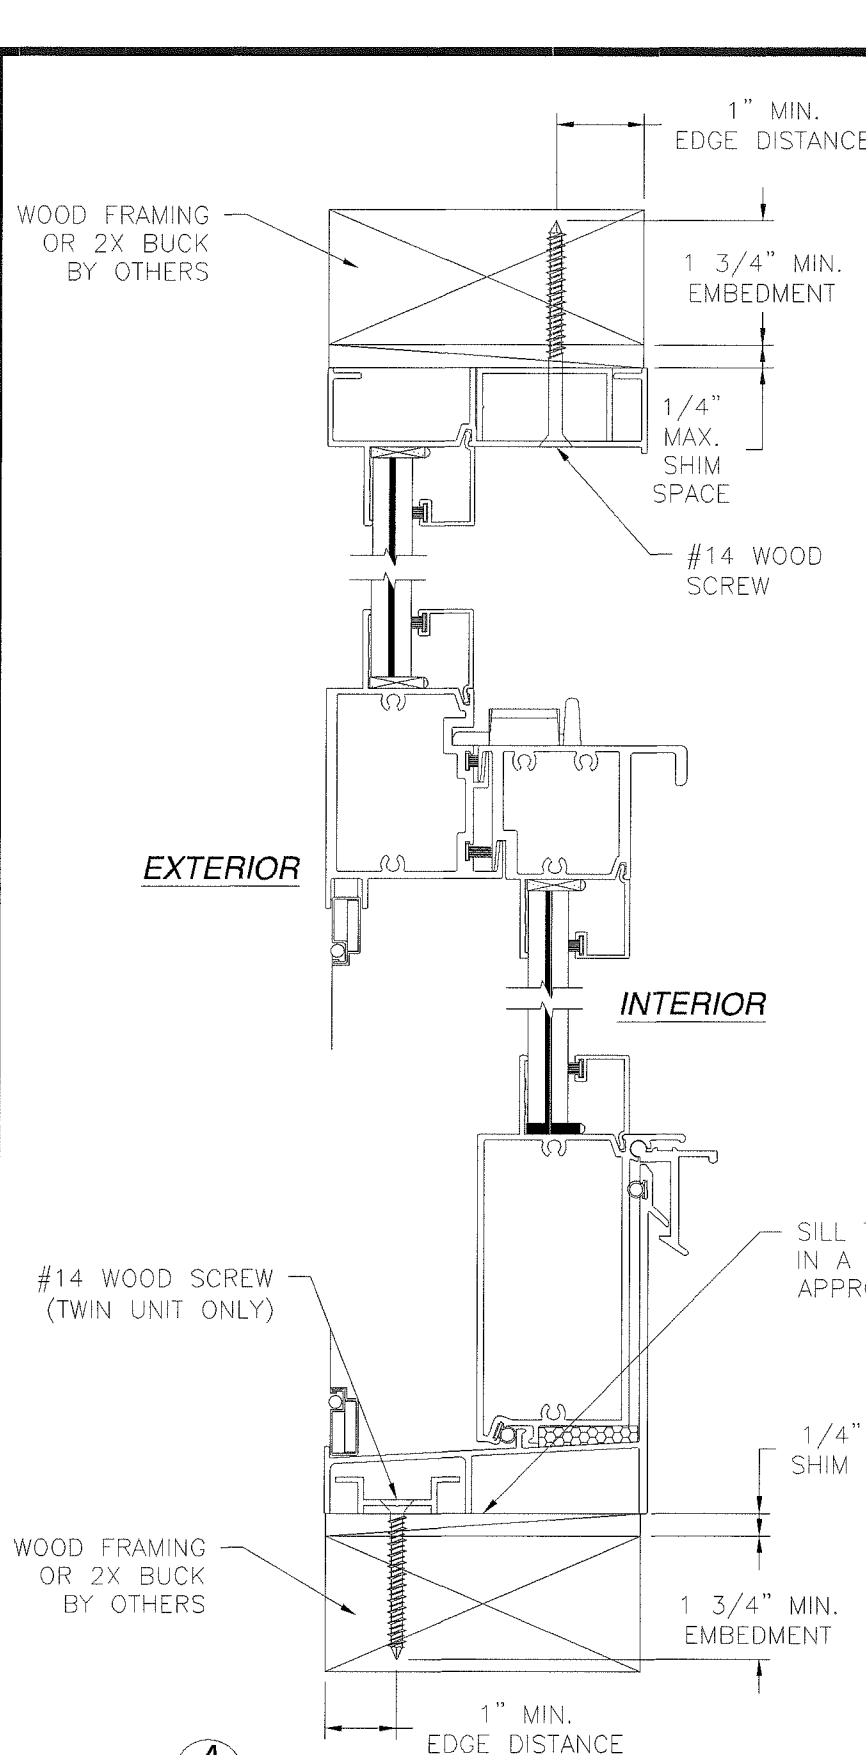 1" MIN.
EDGE DISTANCE
WOOD FRAMING
OR 2X BUCK
BY OTHERS
1 3/4" MIN.
EMBEDMENT
1/4"
MAX.
SHIM
SPACE
#14 WOOD
SCREW
EXTERIOR
INTERIOR
SILL
IN A
#14 WOOD SCREW
(TWIN UNIT ONLY)
1/4"
SHIM
WOOD FRAMING
OR 2X BUCK
BY OTHERS
1 3/4" MIN.
EMBEDMENT
1" MIN.
EDGE DISTANCE
A